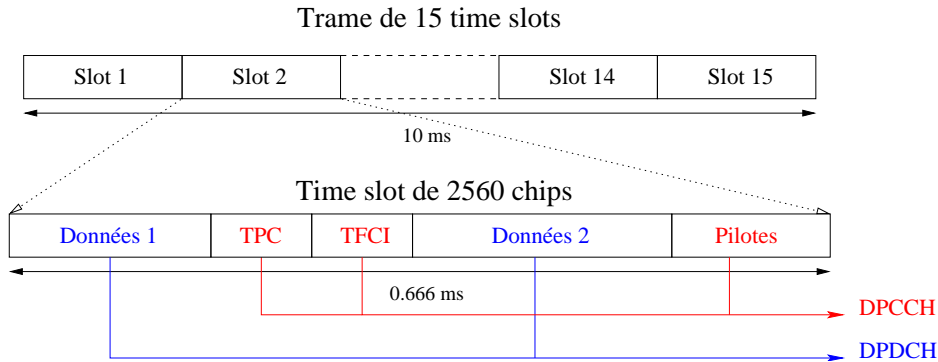 Trame de 15 time slots
Slot 1 Slot 2 Slot 14 Slot 15
10 ms
Time slot de 2560 chips
Données 1 TPC TFCI Données 2 Pilotes
0.666 ms
DPCCH
DPDCH